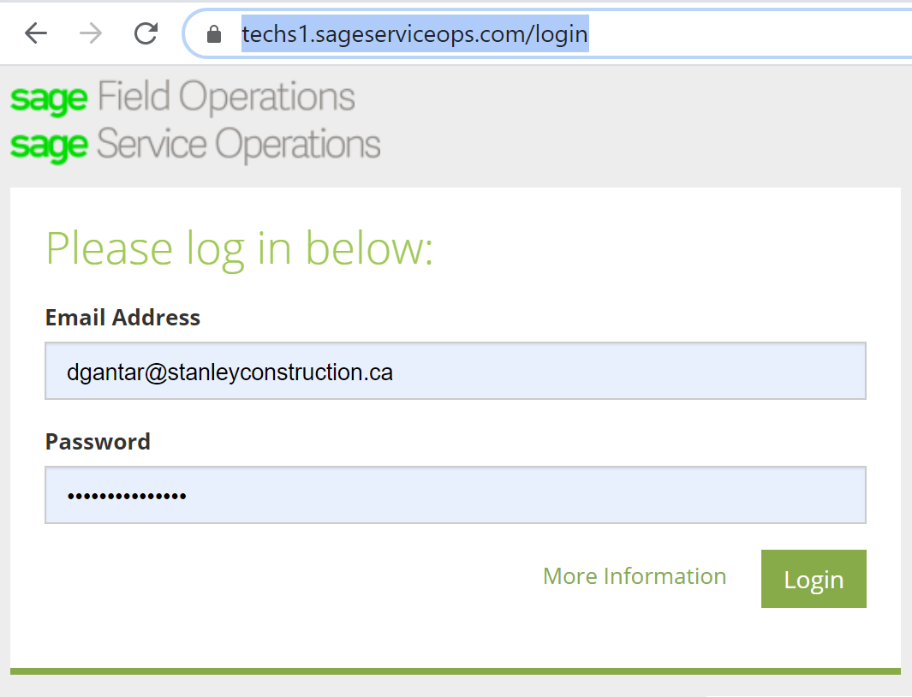 techs1.sageserviceops.com/login
sage Field Operations
sage Service Operations
Please log in below:
Email Address
dgantar@stanleyconstruction.ca
Password
•••••••••••••••
More Information
Login